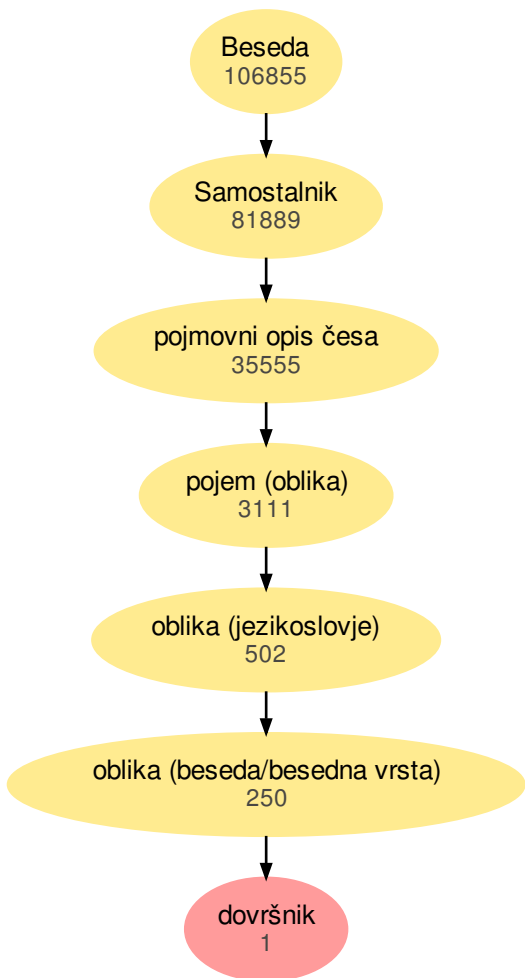 Beseda
106855
Samostalnik
81889
pojmovni opis česa
35555
pojem (oblika)
3111
oblika (jezikoslovje)
502
oblika (beseda/besedna vrsta)
250
dovršnik
1